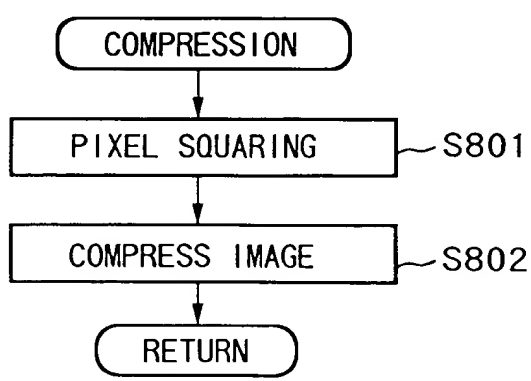 COMPRESSION
PIXEL SQUARING
S801
COMPRESS IMAGE
S802
RETURN